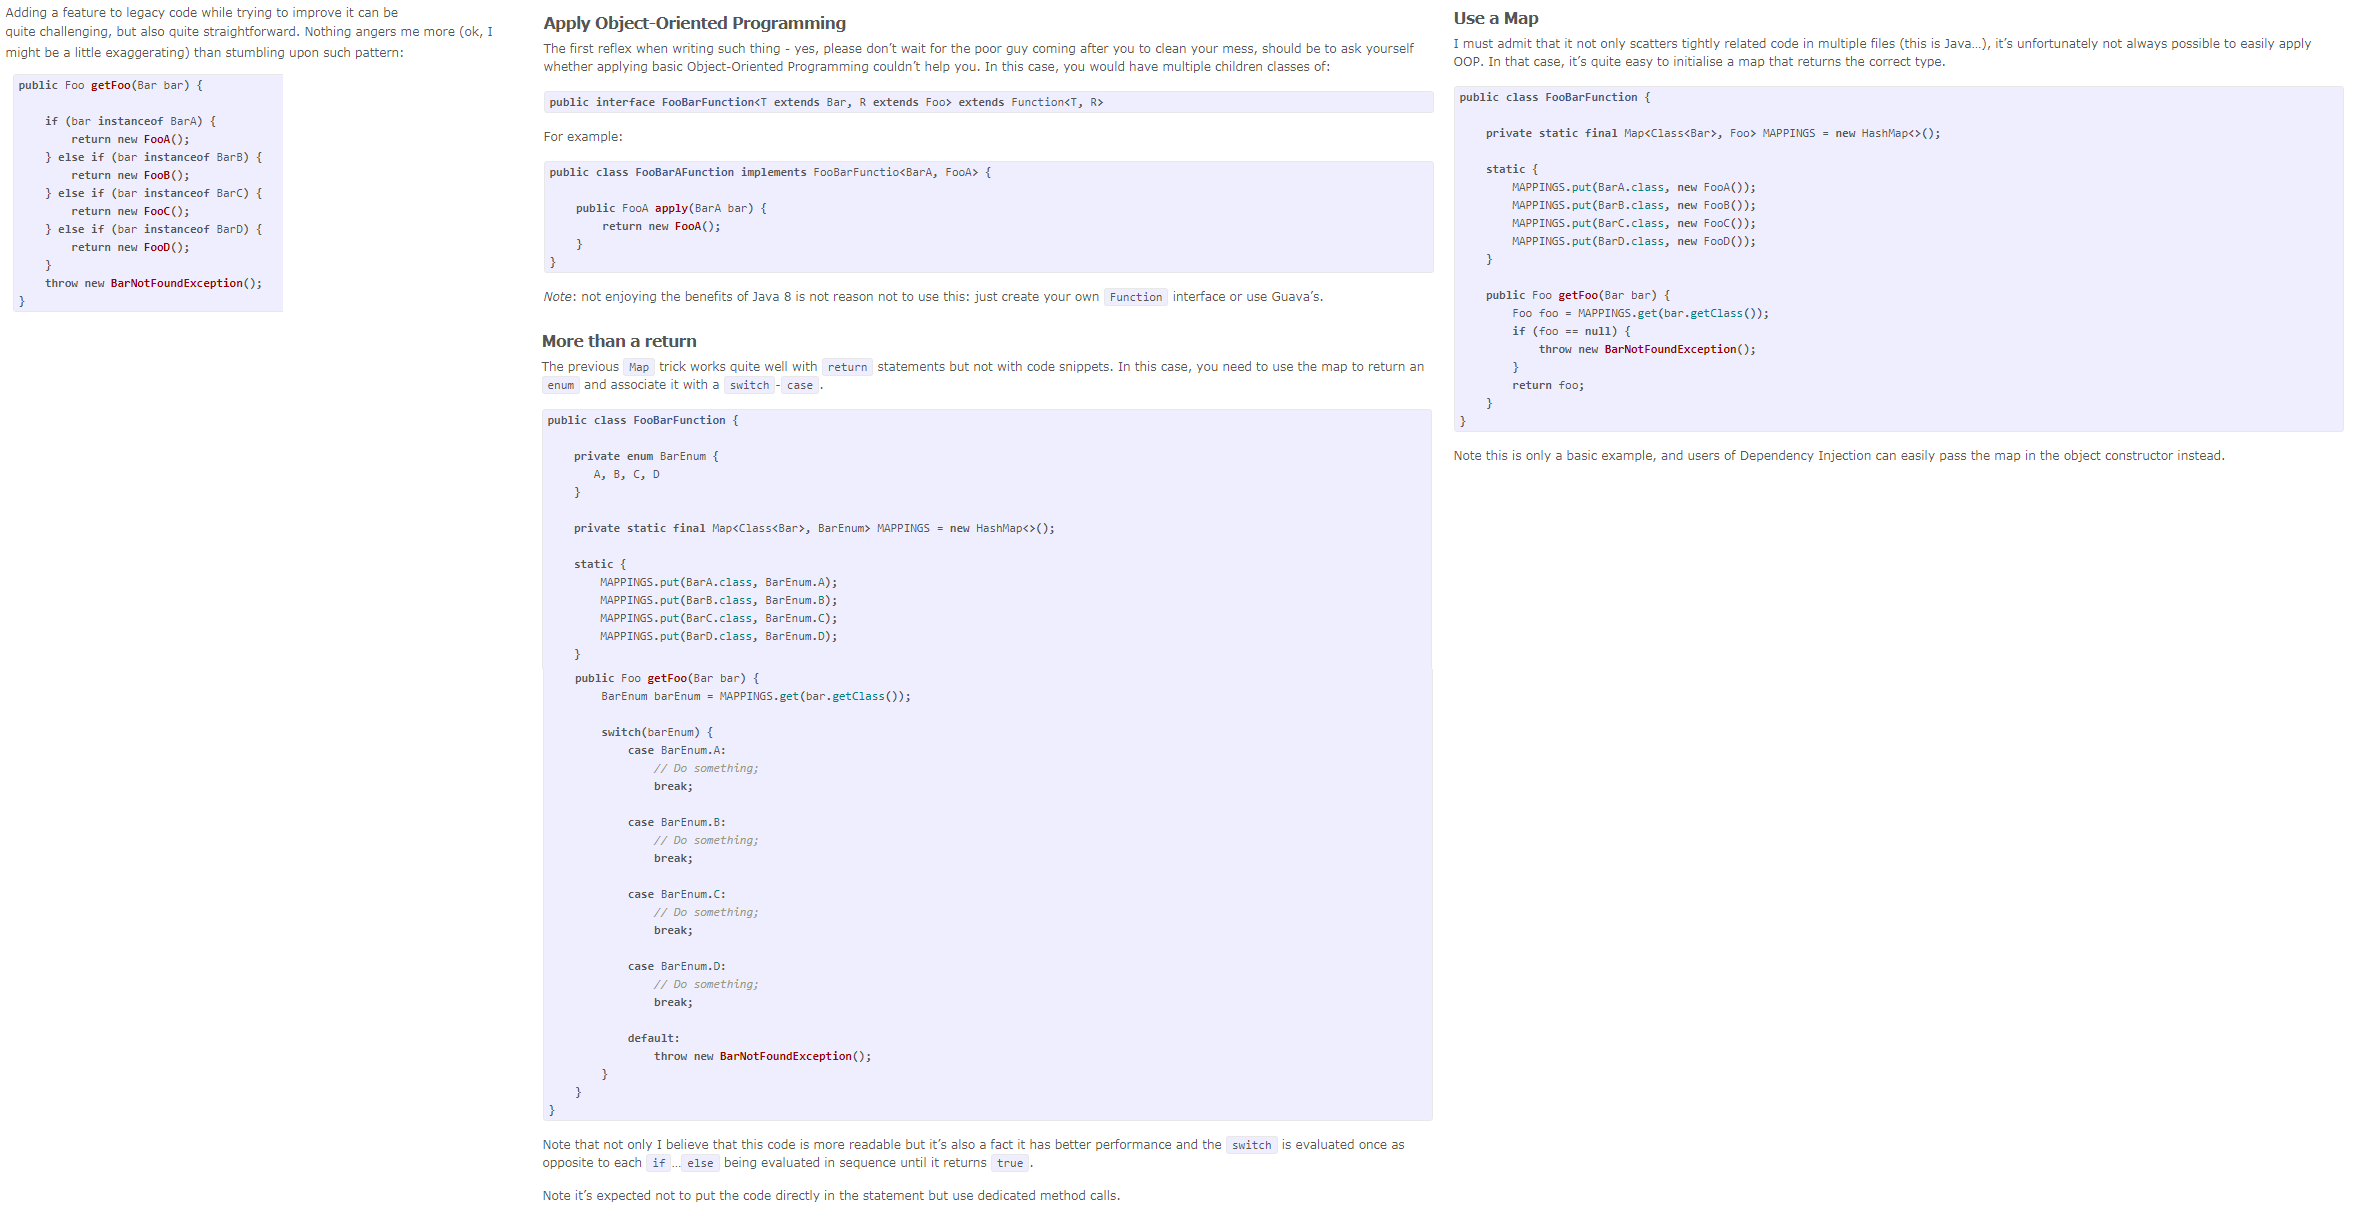 Adding a feature to legacy code while trying to improve it can be
quite challenging, but also quite straightforward. Nothing angers me more (ok, I
might be a little exaggerating) than stumbling upon such pattern:
public Foo getFoo(Bar bar) {
if (bar instanceof BarA) {
return new FooA();
} else if (bar instanceof BarB) {
return new FooB();
} else if (bar instanceof BarC) {
return new FooC();
} else if (bar instanceof BarD) {
return new FooD();
}
throw new BarNotFoundException();
}
Apply Object-Oriented Programming
The first reflex when writing such thing - yes, please don’t wait for the poor guy coming after you to clean your mess, should be to ask yourself
whether applying basic Object-Oriented Programming couldn’t help you. In this case, you would have multiple children classes of:
public interface FooBarFunction<T extends Bar, R extends Foo> extends Function<T, R>
For example:
public class FooBarAFunction implements FooBarFunctio<BarA, FooA> {
public FooA apply(BarA bar) {
return new FooA();
}
}
Note: not enjoying the benefits of Java 8 is not reason not to use this: just create your own Function interface or use Guava’s.
More than a return
The previous Map trick works quite well with return statements but not with code snippets. In this case, you need to use the map to return an
enum and associate it with a switch-case.
public class FooBarFunction {
private enum BarEnum {
A, B, C, D
}
private static final Map<Class<Bar>, BarEnum> MAPPINGS = new HashMap<>();
static {
MAPPINGS.put(BarA.class, BarEnum.A);
MAPPINGS.put(BarB.class, BarEnum.B);
MAPPINGS.put(BarC.class, BarEnum.C);
MAPPINGS.put(BarD.class, BarEnum.D);
}
public Foo getFoo(Bar bar) {
BarEnum barEnum = MAPPINGS.get(bar.getClass());
switch(barEnum) {
case BarEnum.A:
// Do something;
break;
case BarEnum.B:
// Do something;
break;
case BarEnum.C:
// Do something;
break;
case BarEnum.D:
// Do something;
break;
default:
throw new BarNotFoundException();
}
}
}
Note that not only I believe that this code is more readable but it’s also a fact it has better performance and the switch is evaluated once as
opposite to each if…else being evaluated in sequence until it returns true.
Note it’s expected not to put the code directly in the statement but use dedicated method calls.
Use a Map
I must admit that it not only scatters tightly related code in multiple files (this is Java…), it’s unfortunately not always possible to easily apply
OOP. In that case, it’s quite easy to initialise a map that returns the correct type.
public class FooBarFunction {
private static final Map<Class<Bar>, Foo> MAPPINGS = new HashMap<>();
static {
MAPPINGS.put(BarA.class, new FooA());
MAPPINGS.put(BarB.class, new FooB());
MAPPINGS.put(BarC.class, new FooC());
MAPPINGS.put(BarD.class, new FooD());
}
public Foo getFoo(Bar bar) {
Foo foo = MAPPINGS.get(bar.getClass());
if (foo == null) {
throw new BarNotFoundException();
}
return foo;
}
}
Note this is only a basic example, and users of Dependency Injection can easily pass the map in the object constructor instead.